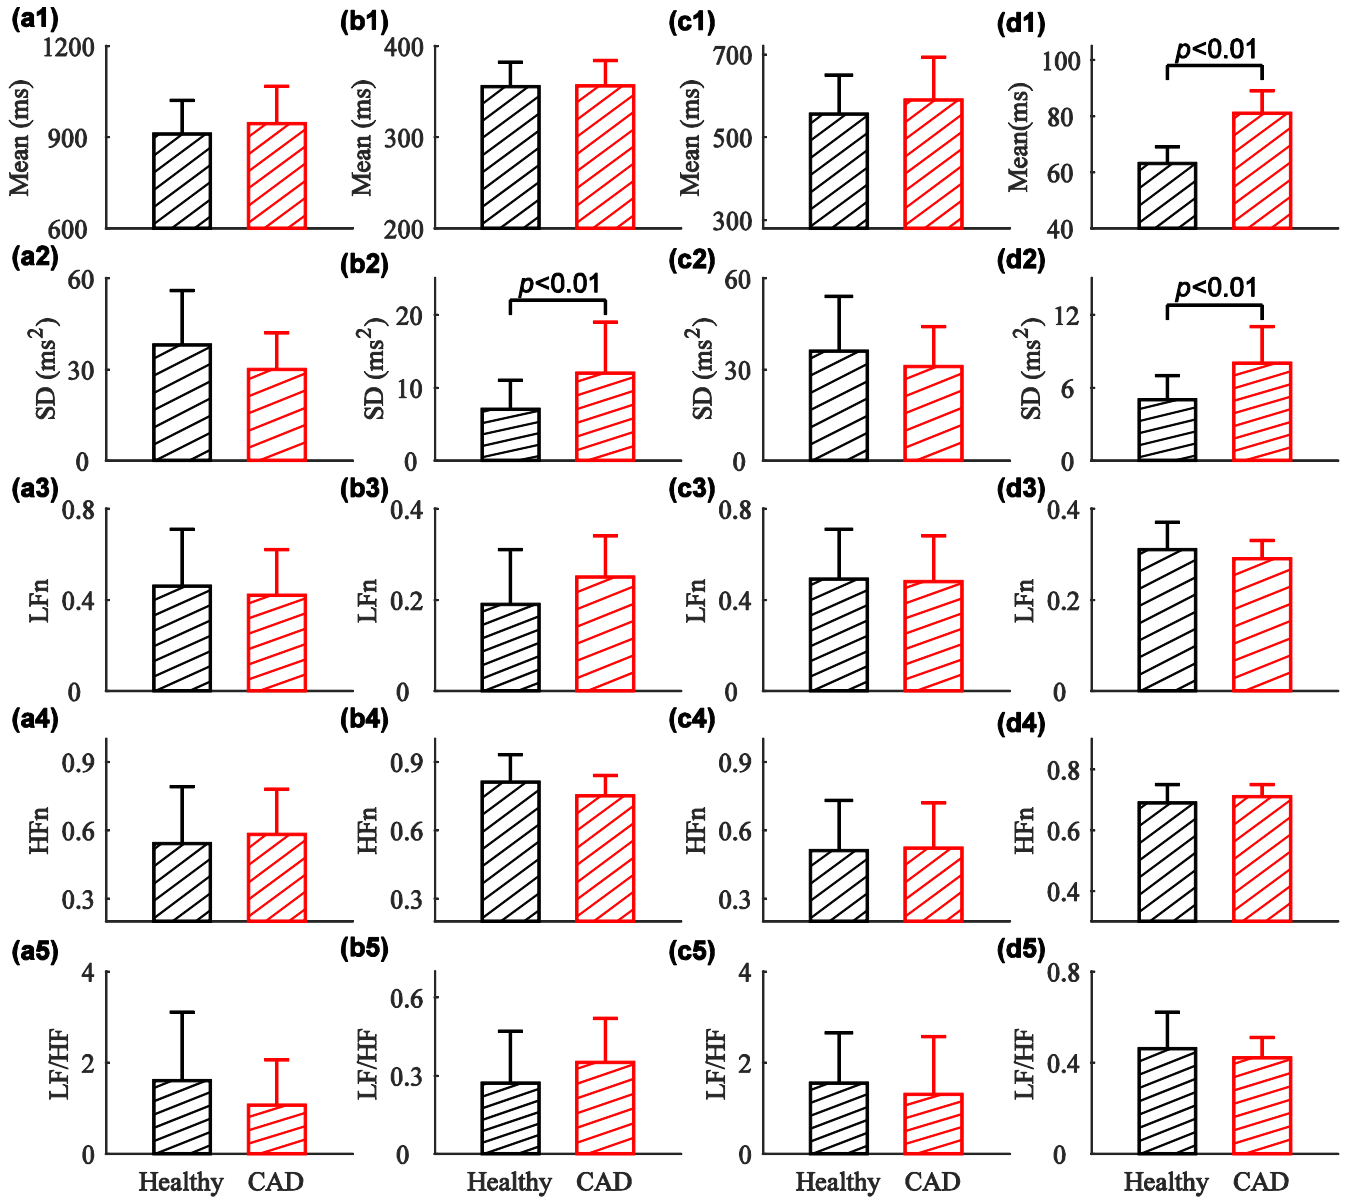 (a1)
1200
900
600
Mean (ms)
(b1)
400
300
200
Mean (ms)
(c1)
700
500
300
Mean (ms)
(d1)
100
80
60
40
Mean(ms)
p<0.01
(a2)
60
30
0
SD (ms²)
(b2)
20
10
0
SD (ms²)
p<0.01
(c2)
60
30
0
SD (ms²)
(d2)
12
6
0
SD (ms²)
p<0.01
(a3)
0.8
0.4
0
LFn
(b3)
0.4
0.2
0
LFn
(c3)
0.8
0.4
0
LFn
(d3)
0.4
0.2
0
LFn
(a4)
0.9
0.6
0.3
HFn
(b4)
0.9
0.6
0.3
HFn
(c4)
0.9
0.6
0.3
HFn
(d4)
0.8
0.6
0.4
HFn
(a5)
4
2
0
LF/HF
Healthy CAD
(b5)
0.6
0.3
0
LF/HF
Healthy CAD
(c5)
4
2
0
LF/HF
Healthy CAD
(d5)
0.8
0.4
0
LF/HF
Healthy CAD